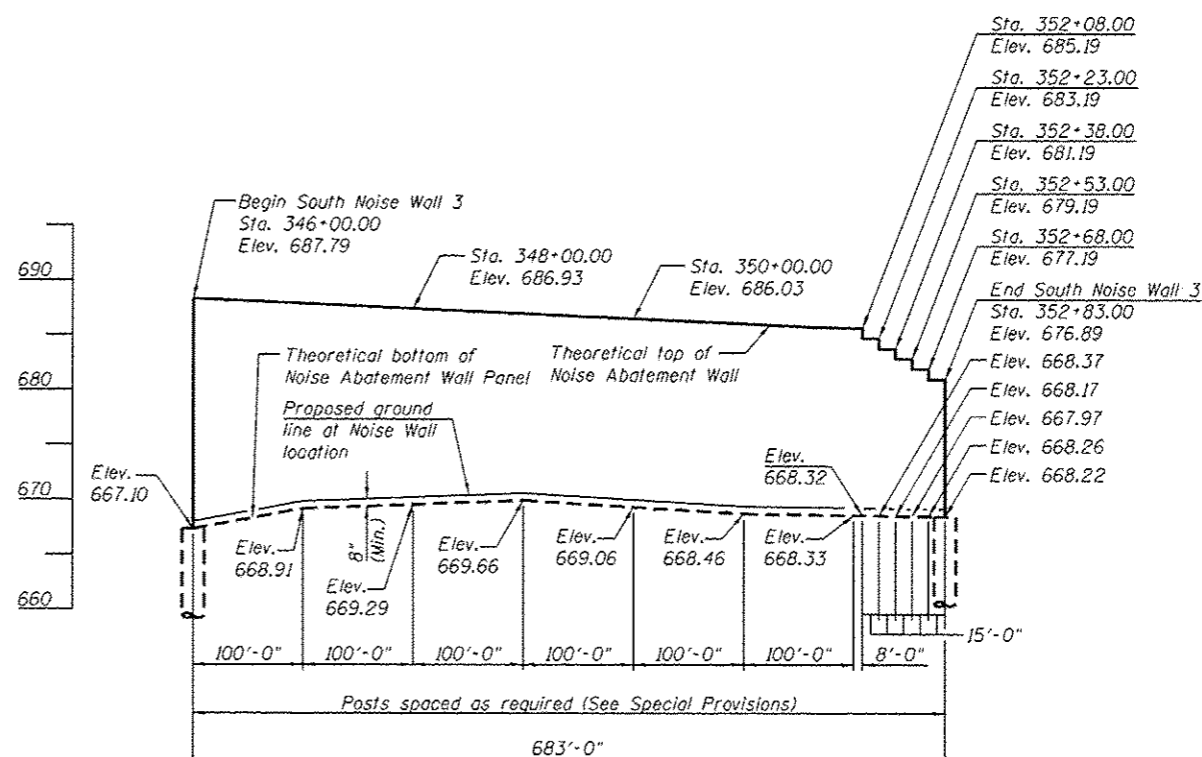 Sta. 352+08.00
Elev. 685.19
Sta. 352+23.00
Elev. 683.19
Sta. 352+38.00
Elev. 681.19
Sta. 352+53.00
Elev. 679.19
Sta. 352+68.00
Elev. 677.19
End South Noise Wall 3
Sta. 352+83.00
Elev. 676.89
Elev. 668.37
Elev. 668.17
Elev. 667.97
Elev. 668.26
Elev. 668.22
Begin South Noise Wall 3
Sta. 346+00.00
Elev. 687.79
Sta. 348+00.00
Elev. 686.93
Sta. 350+00.00
Elev. 686.03
690
680
670
660
Theoretical bottom of
Noise Abatement Wall Panel
Theoretical top of
Noise Abatement Wall
Proposed ground
line at Noise Wall
location
Elev.
667.10
Elev.
668.32
Elev.
668.91
8"
(Min.)
Elev.
669.29
Elev.
669.66
Elev.
669.06
Elev.
668.46
Elev.
668.33
15'-0"
100'-0"
100'-0"
100'-0"
100'-0"
100'-0"
100'-0"
8'-0"
Posts spaced as required (See Special Provisions)
683'-0"